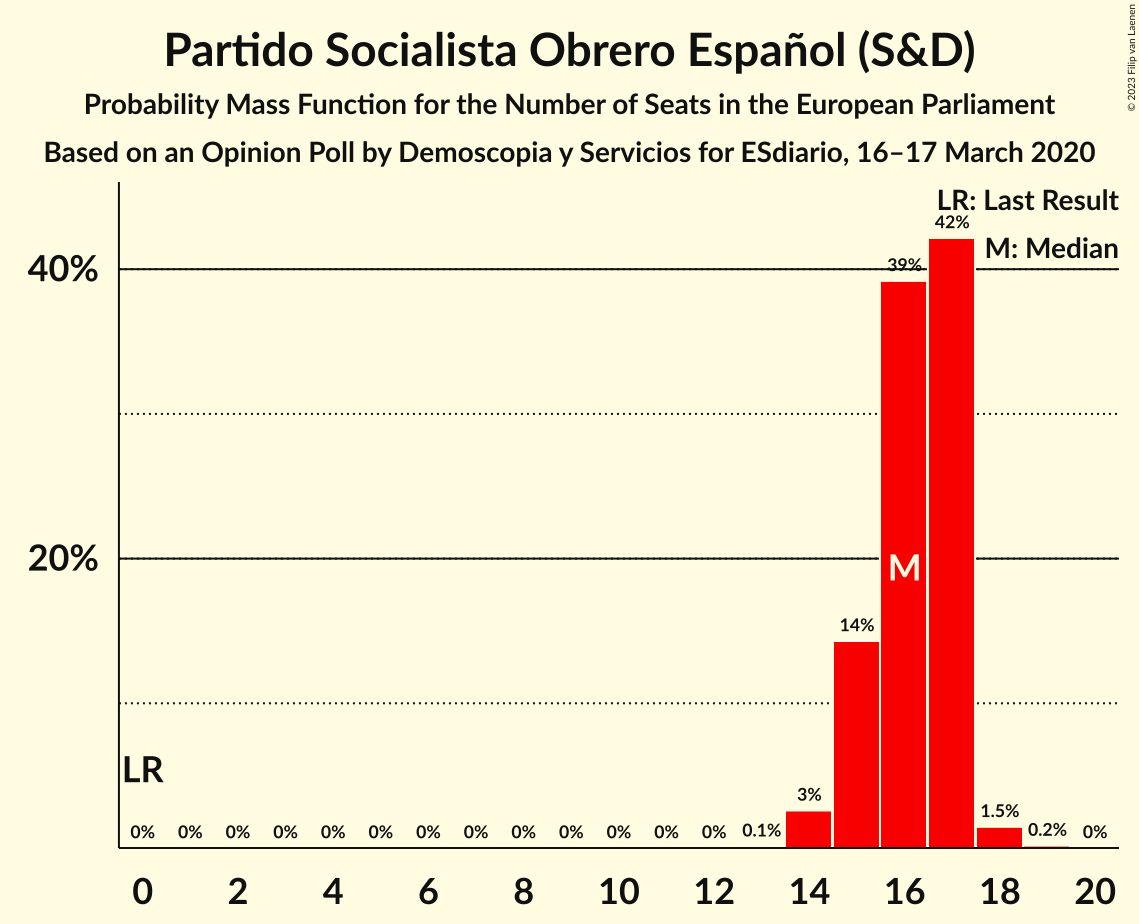 Partido Socialista Obrero Español (S&D)
Probability Mass Function for the Number of Seats in the European Parliament
Based on an Opinion Poll by Demoscopia y Servicios for ESdiario, 16–17 March 2020
© 2023 Filip van Laenen
LR: Last Result
M: Median
40%
20%
42%
39%
M
14%
LR
0% 0% 0% 0% 0% 0% 0% 0% 0% 0% 0% 0% 0% 0.1% 3% 1.5% 0.2% 0%
0 2 4 6 8 10 12 14 16 18 20